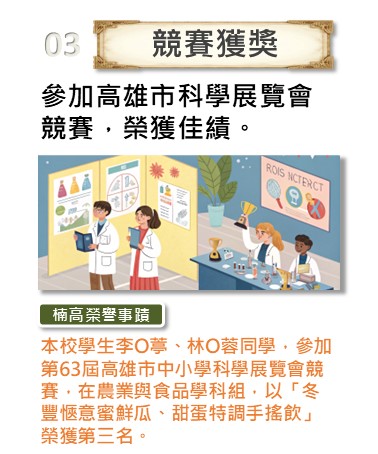 03
競賽獲獎
參加高雄市科學展覽會
競賽，榮獲佳績。
ROIS NCTERCT
楠高榮譽事蹟
本校學生李O葶、林O蓉同學，參加
第63屆高雄市中小學科學展覽會競
賽，在農業與食品學科組，以「冬
豐愜意蜜鮮瓜、甜蛋特調手搖飲」
榮獲第三名。